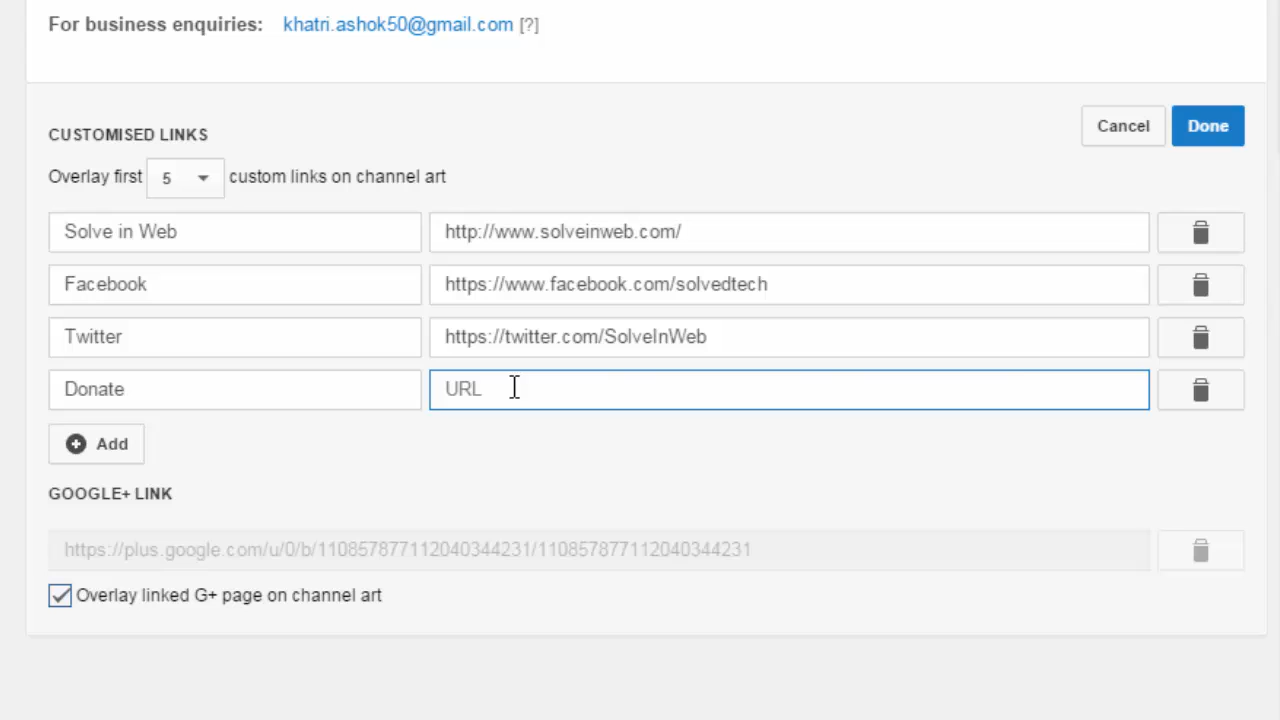 For business enquiries: khatri.ashok50@gmail.com [?]
CUSTOMISED LINKS
Cancel Done
Overlay first 5 custom links on channel art
Solve in Web http://www.solveinweb.com/
Facebook https://www.facebook.com/solvedtech
Twitter https://twitter.com/SolveInWeb
Donate URL
Add
GOOGLE+ LINK
https://plus.google.com/u/0/b/110857877112040344231/110857877112040344231
Overlay linked G+ page on channel art